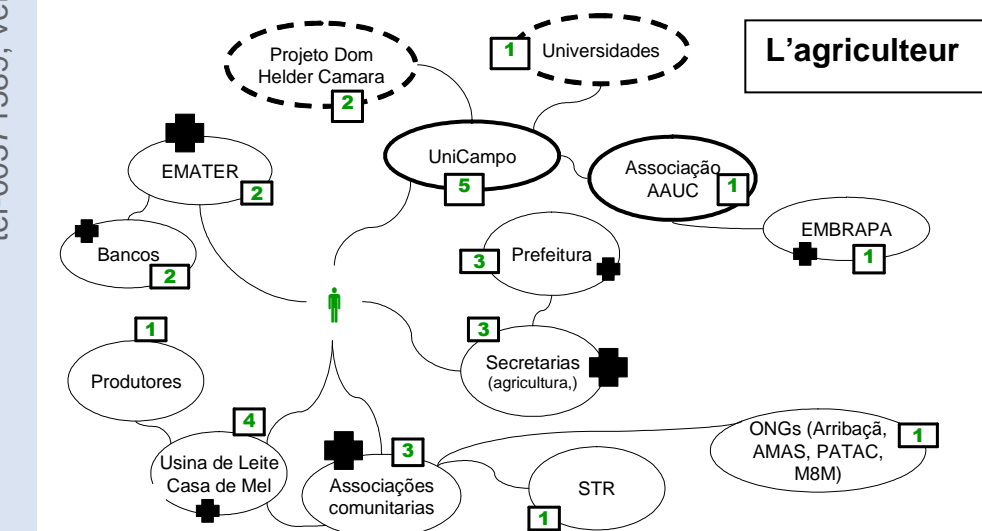 L'agriculteur
Projeto Dom
Helder Camara
2
1
Universidades
EMATER
2
UniCampo
5
Associação
AAUC
1
Bancos
2
Prefeitura
3
EMBRAPA
1
1
Produtores
3
Secretarias
(agricultura,)
4
Usina de Leite
Casa de Mel
3
Associações
comunitarias
STR
1
ONGs (Arribaçã,
AMAS, PATAC,
M8M)
1